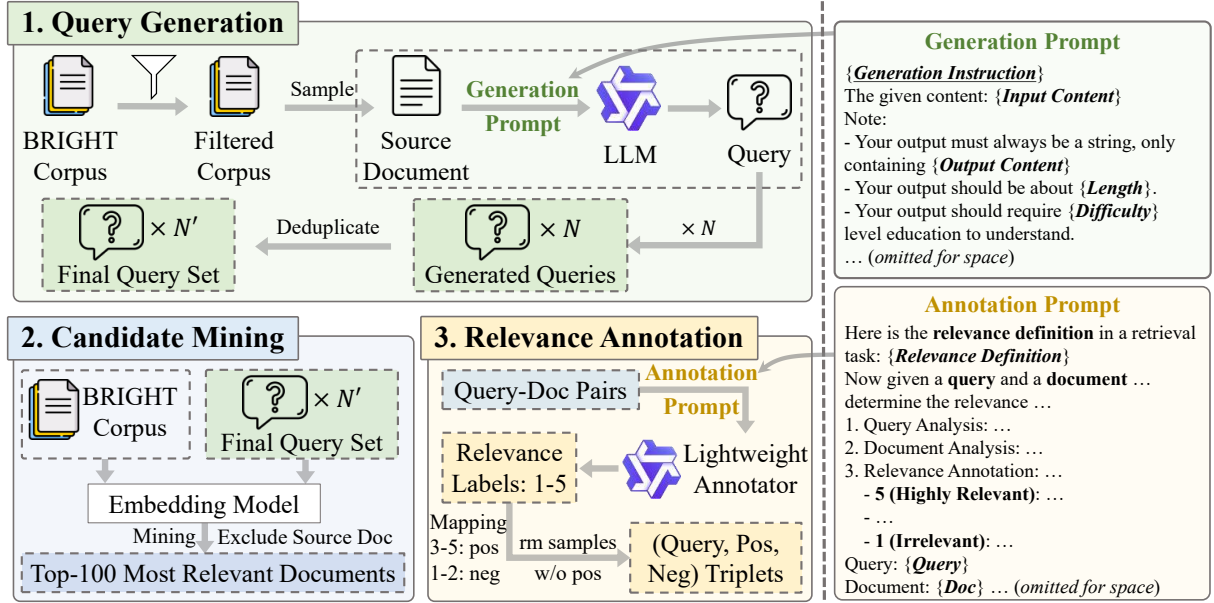 1. Query Generation
BRIGHT
Corpus
Filtered
Corpus
Sample
Source
Document
Generation
Prompt
LLM
?
Query
? × N′
Final Query Set
Deduplicate
? × N
Generated Queries
× N
2. Candidate Mining
BRIGHT
Corpus
? × N′
Final Query Set
Embedding Model
Mining
Exclude Source Doc
Top-100 Most Relevant Documents
3. Relevance Annotation
Query-Doc Pairs
Annotation
Prompt
Relevance
Labels: 1-5
Lightweight
Annotator
Mapping
3-5: pos
1-2: neg
rm samples
w/o pos
(Query, Pos,
Neg) Triplets
Generation Prompt
{Generation Instruction}
The given content: {Input Content}
Note:
- Your output must always be a string, only
containing {Output Content}
- Your output should be about {Length}.
- Your output should require {Difficulty}
level education to understand.
… (omitted for space)
Annotation Prompt
Here is the relevance definition in a retrieval
task: {Relevance Definition}
Now given a query and a document …
determine the relevance …
1. Query Analysis: …
2. Document Analysis: …
3. Relevance Annotation: …
- 5 (Highly Relevant): …
- …
- 1 (Irrelevant): …
Query: {Query}
Document: {Doc} … (omitted for space)